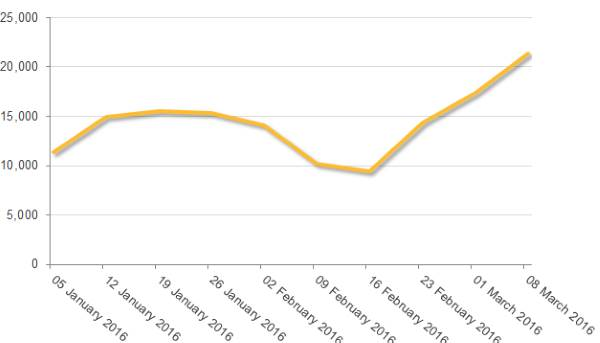 25,000
20,000
15,000
10,000
5,000
0
05 January 2016
12 January 2016
19 January 2016
26 January 2016
02 February 2016
09 February 2016
16 February 2016
23 February 2016
01 March 2016
08 March 2016